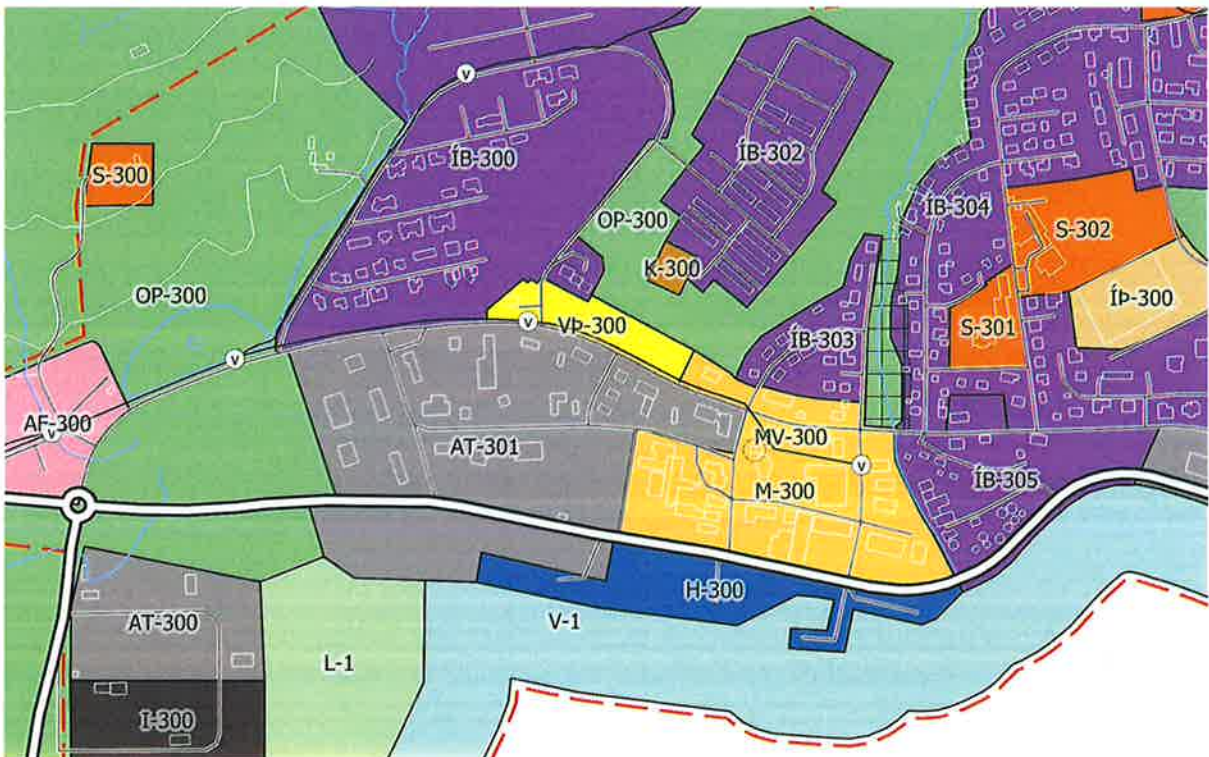 V
ÍB-300
ÍB-302
S-300
ÍB-304
OP-300
S-302
K-300
OP-300
ÍÞ-300
V
VÞ-300
S-301
ÍB-303
V
AF-300
V
MV-300
AT-301
V
ÍB-305
M-300
H-300
V-1
AT-300
L-1
I-300